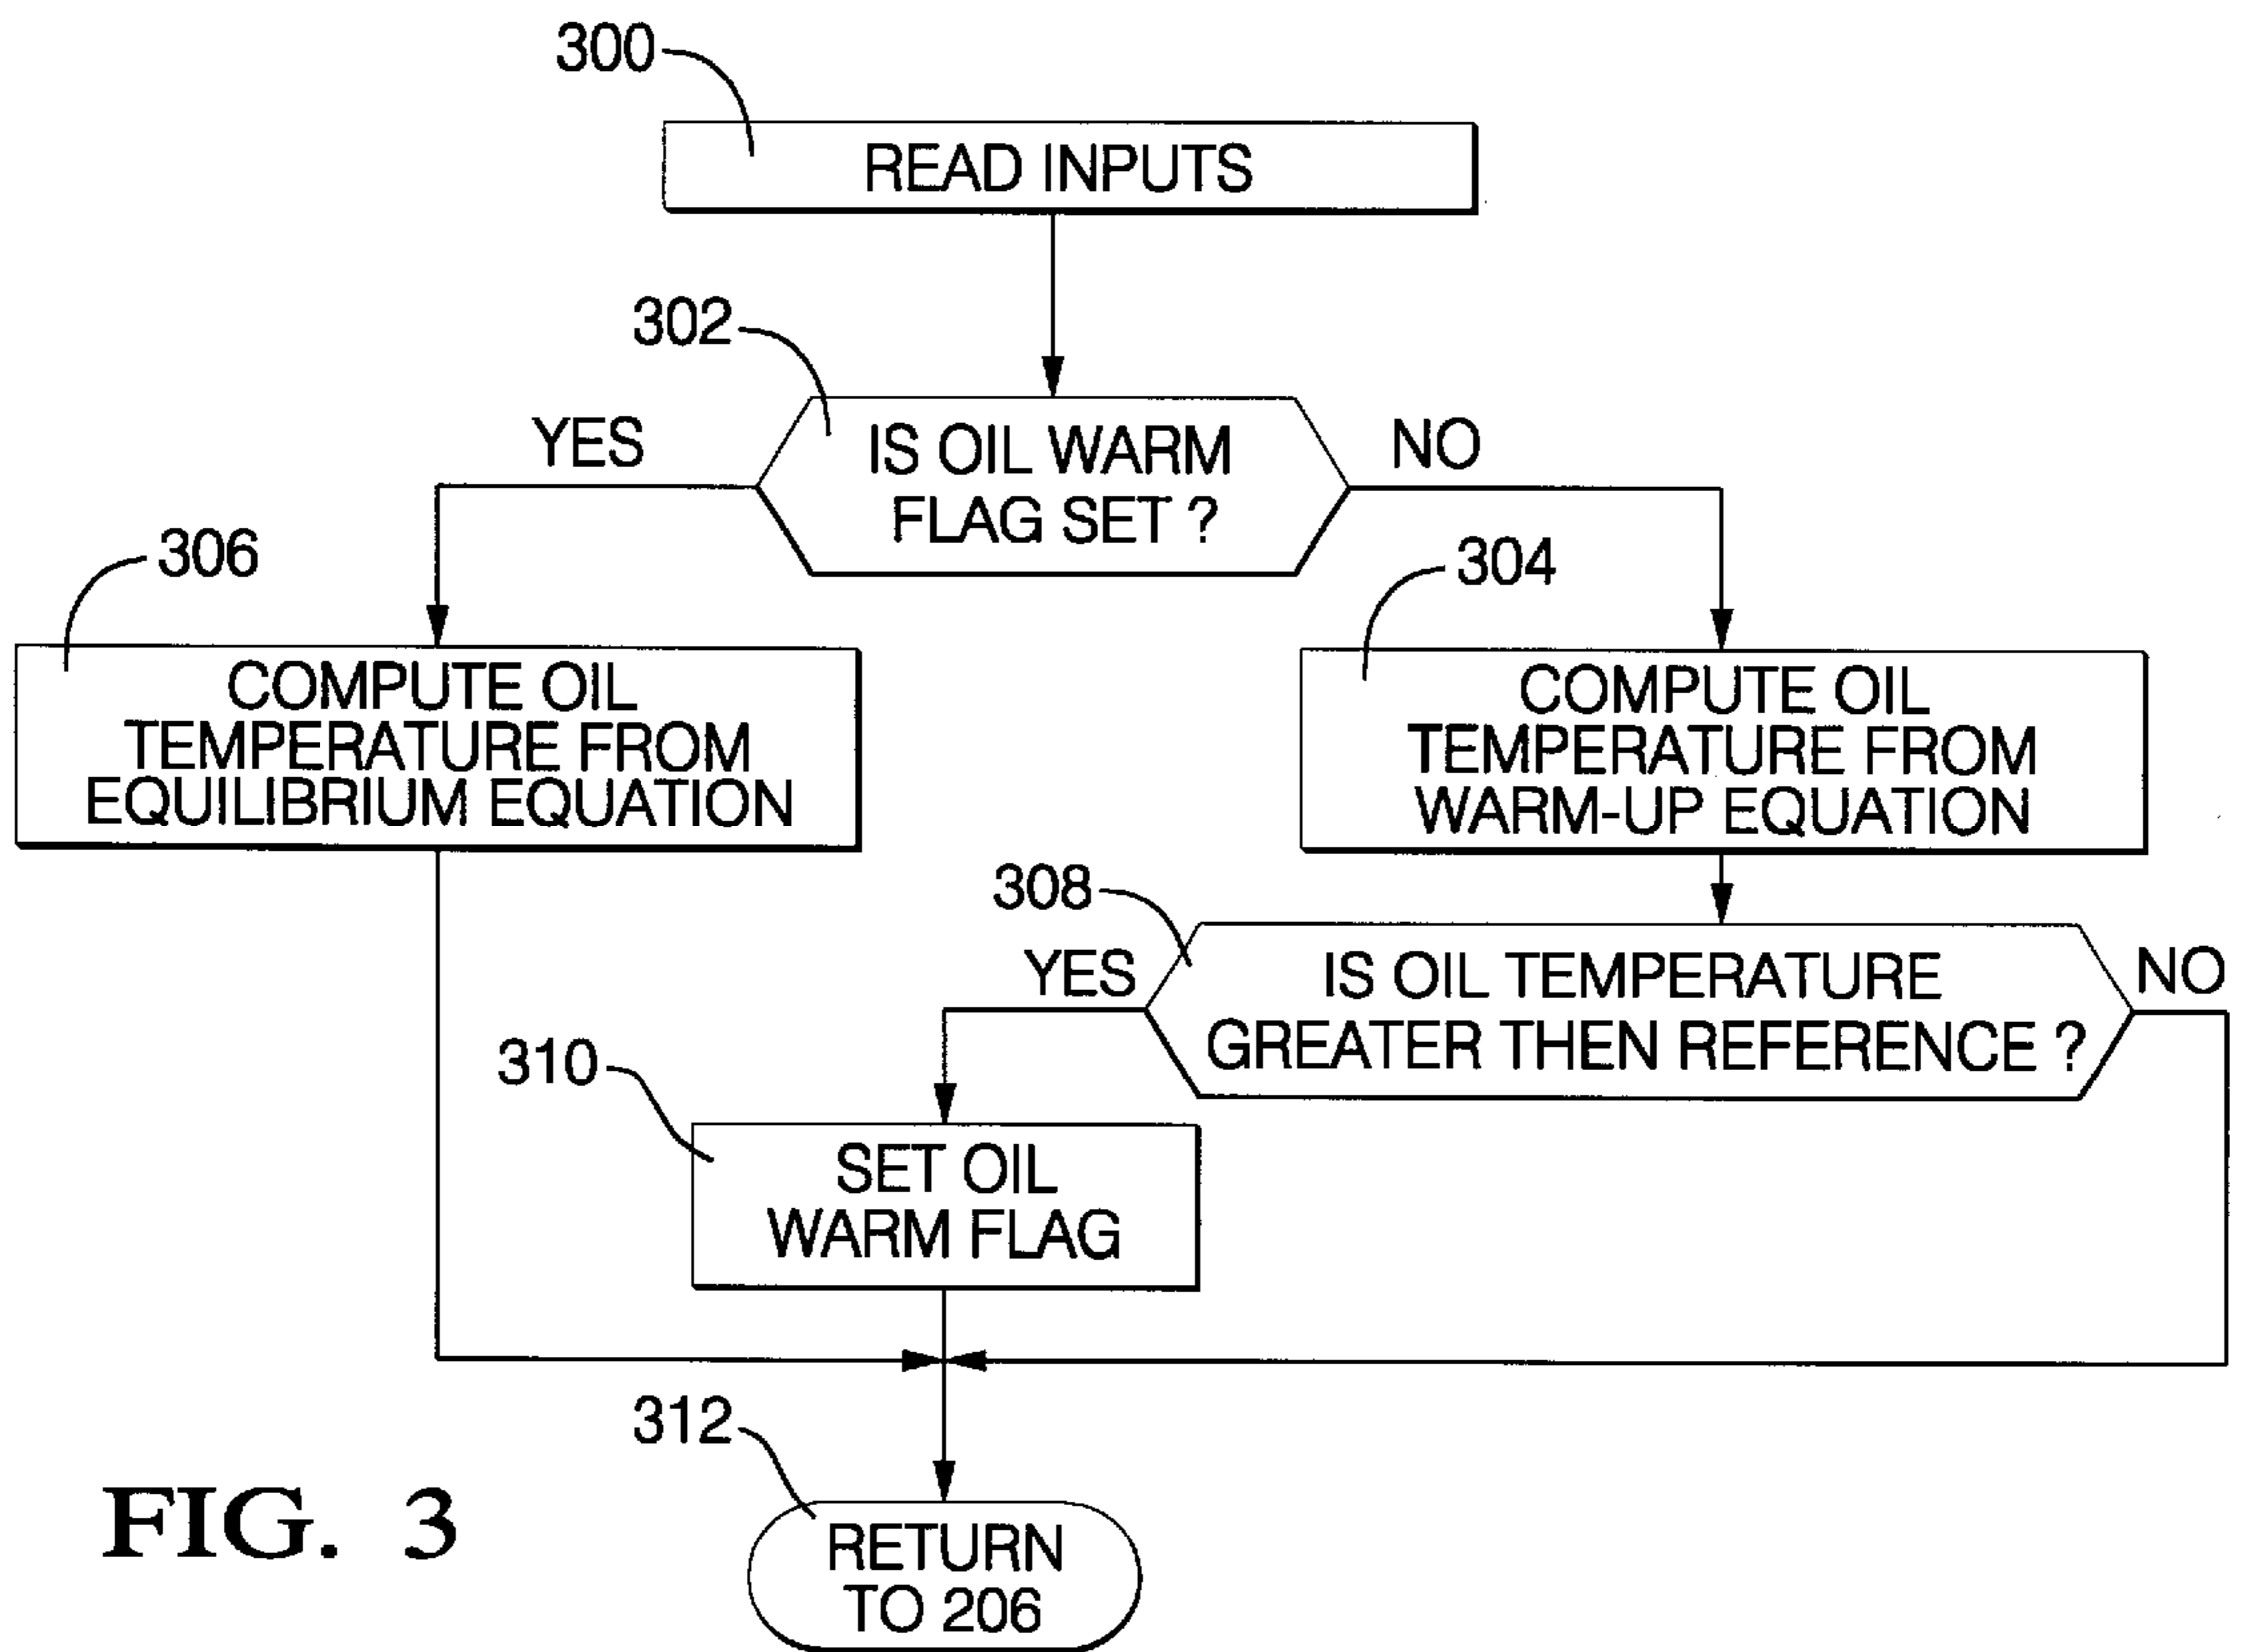 300
READ INPUTS
302
YES
IS OIL WARM
FLAG SET ?
NO
306
COMPUTE OIL
TEMPERATURE FROM
EQUILIBRIUM EQUATION
304
COMPUTE OIL
TEMPERATURE FROM
WARM-UP EQUATION
308
YES
IS OIL TEMPERATURE
GREATER THEN REFERENCE ?
NO
310
SET OIL
WARM FLAG
312
RETURN
TO 206
FIG. 3